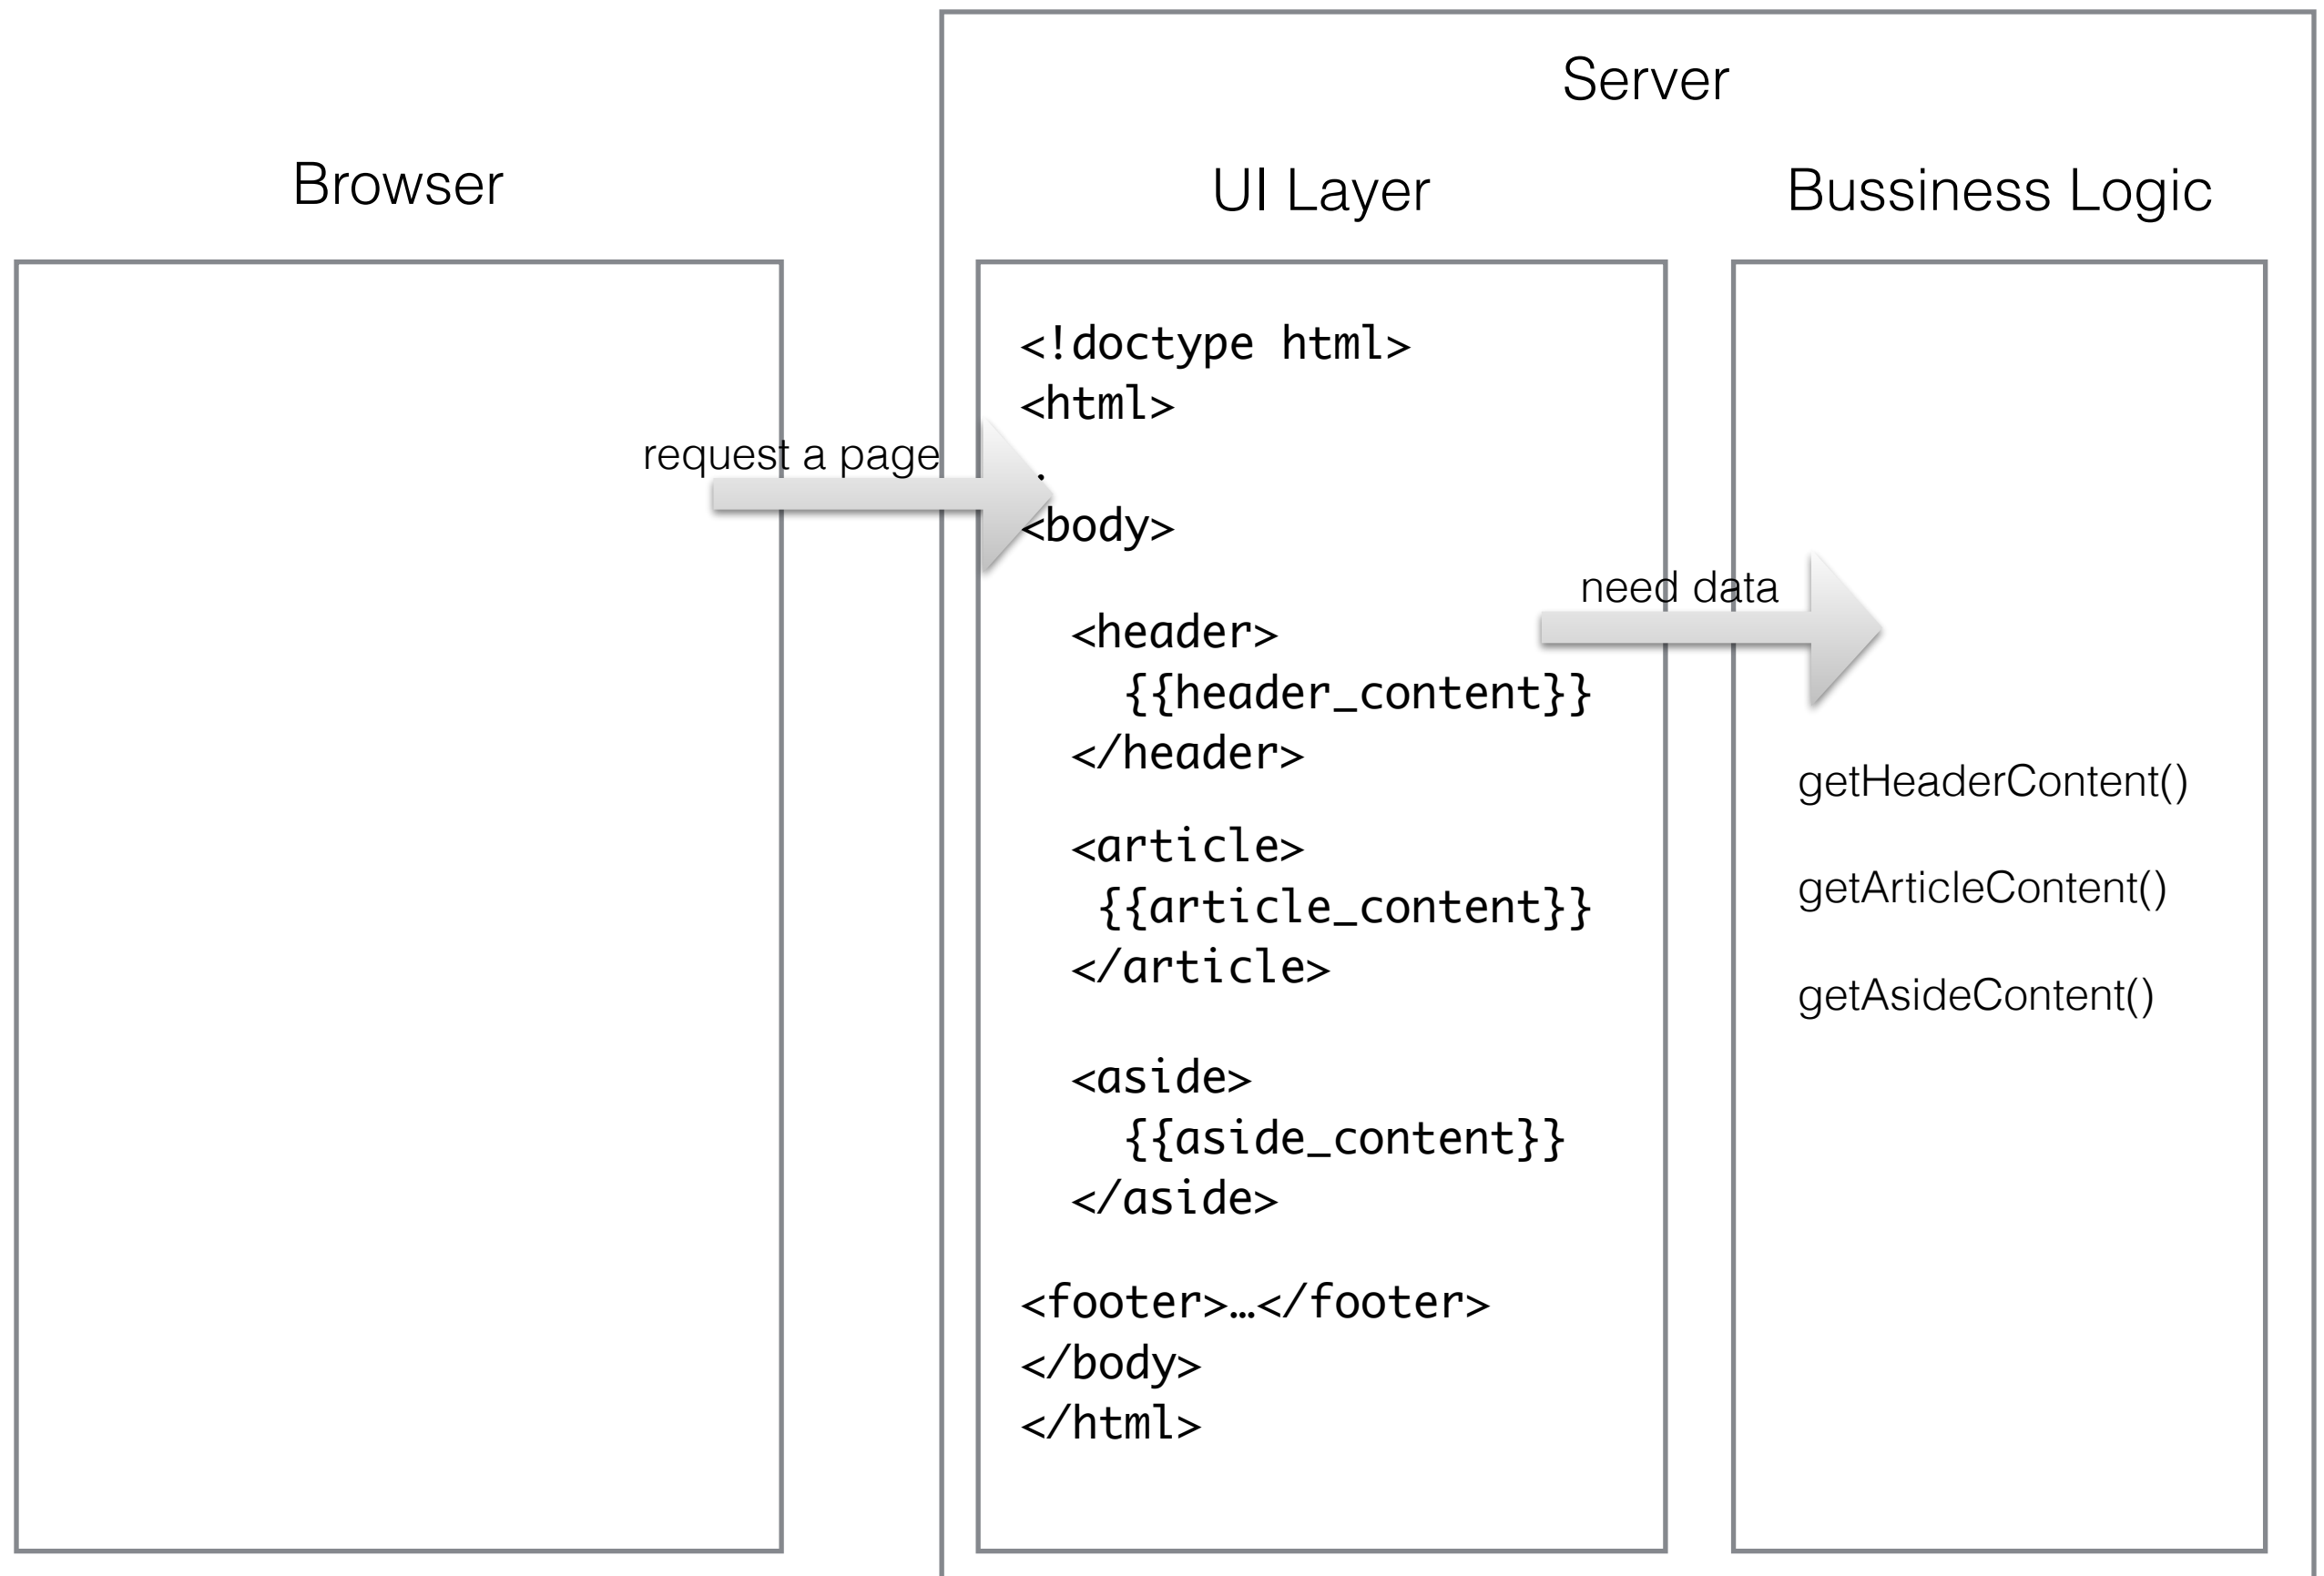 Server
Browser
UI Layer
Bussiness Logic
<!doctype html>
<html>
request a page
.
<body>
need data
<header>
{{header_content}}
</header>
getHeaderContent()
<article>
{{article_content}}
</article>
getArticleContent()
getAsideContent()
<aside>
{{aside_content}}
</aside>
<footer>…</footer>
</body>
</html>